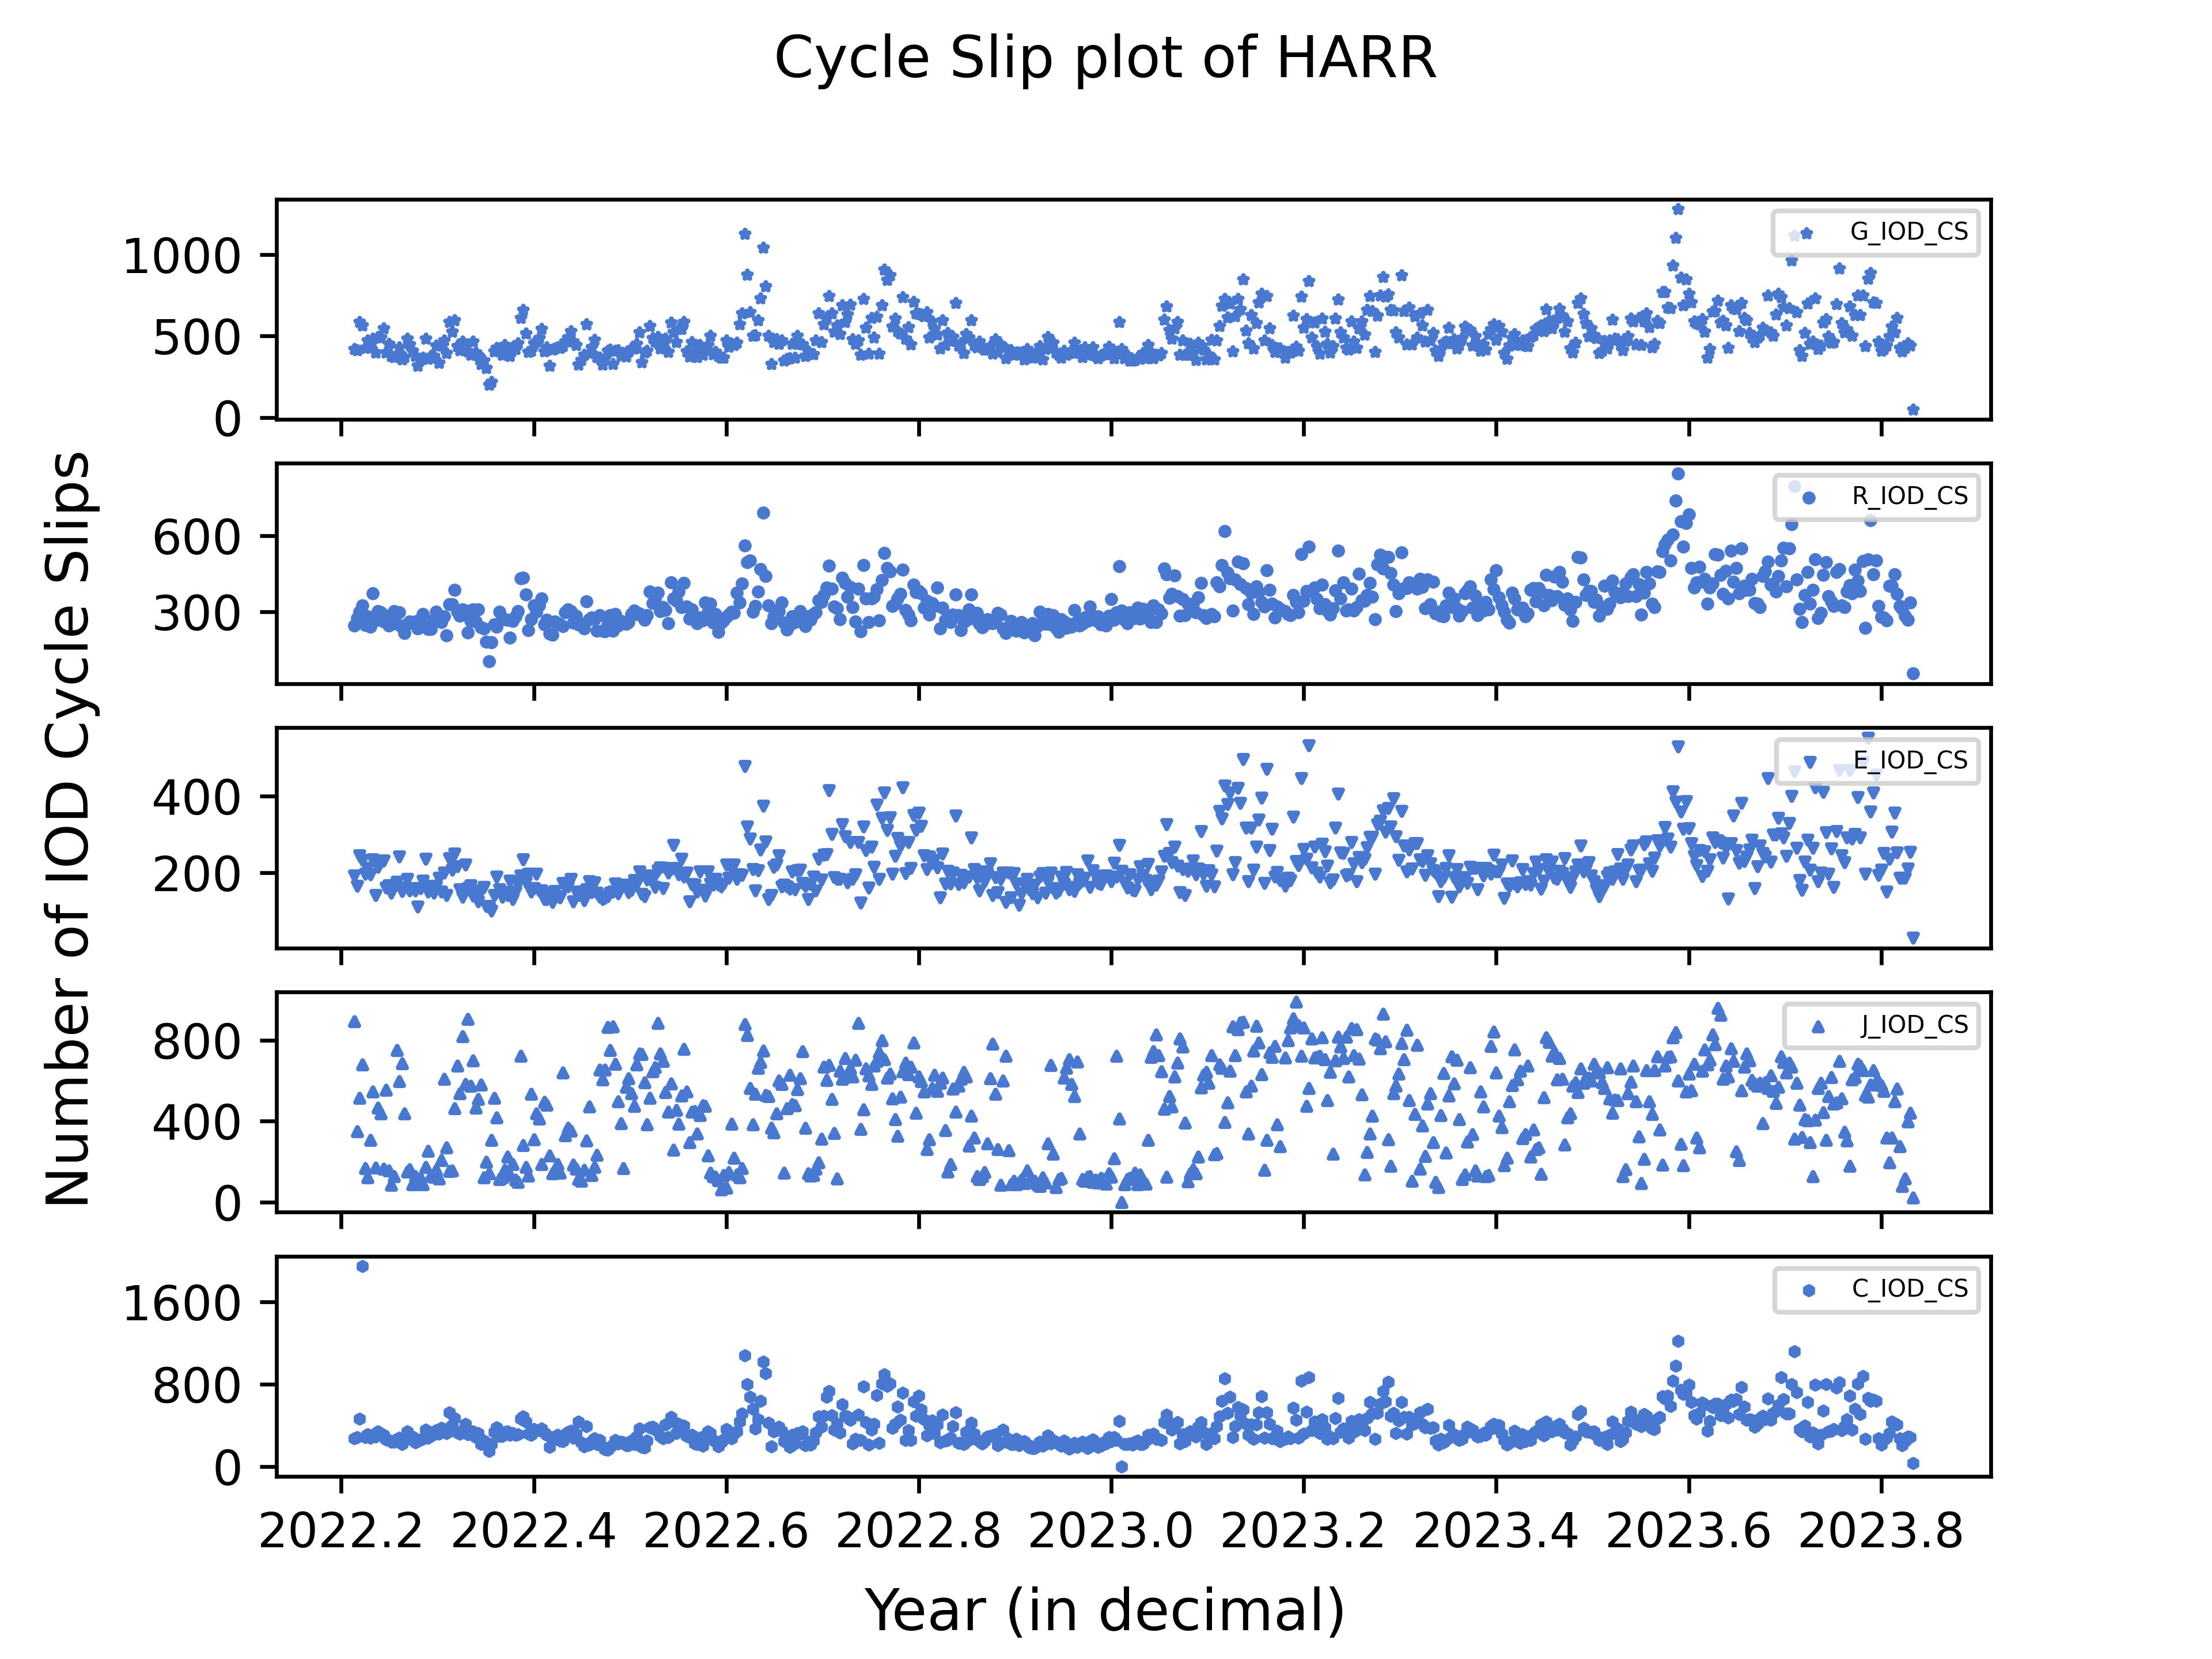 Cycle Slip plot of HARR
Number of IOD Cycle Slips
1000
500
0
G_IOD_CS
600
300
R_IOD_CS
400
200
E_IOD_CS
800
400
0
J_IOD_CS
1600
800
0
C_IOD_CS
2022.2 2022.4 2022.6 2022.8 2023.0 2023.2 2023.4 2023.6 2023.8
Year (in decimal)